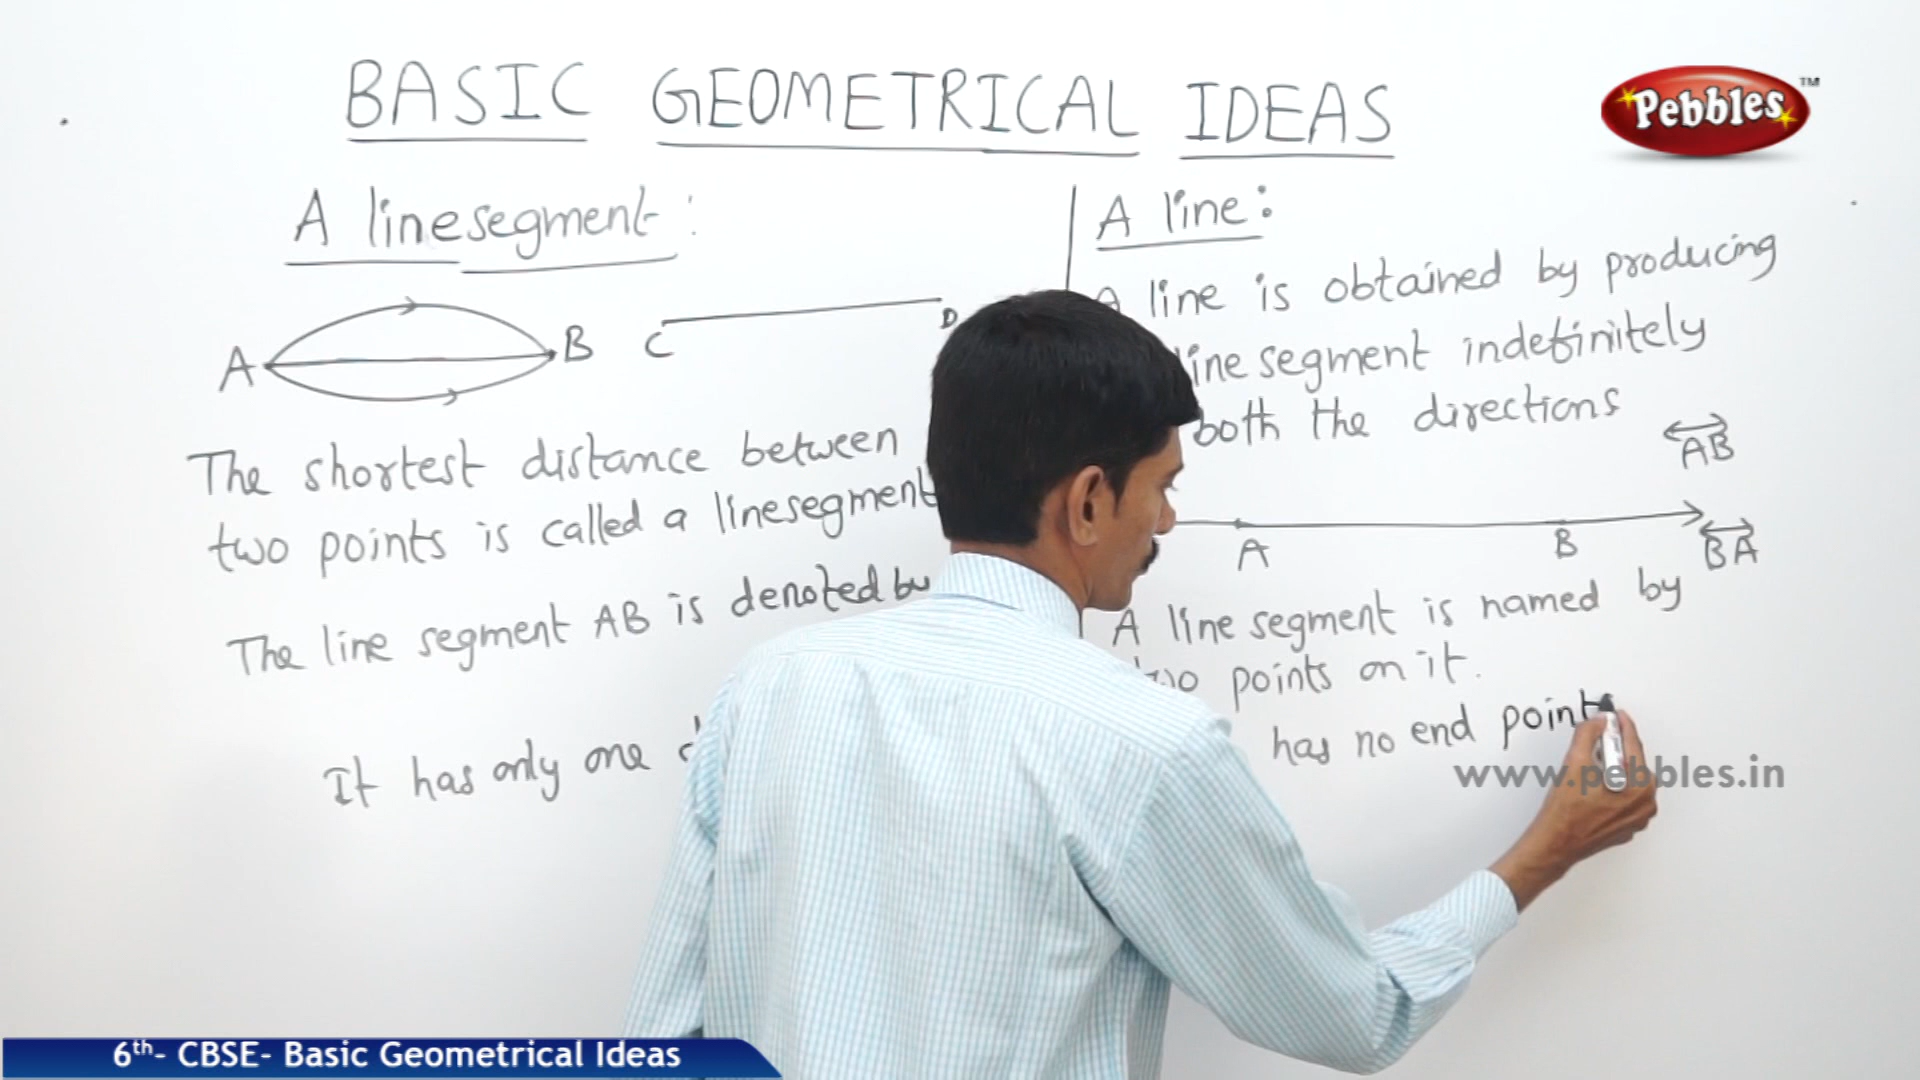 BASIC GEOMETRICAL IDEAS
Pebbles™
A linesegment:
A B C D
The shortest distance between
two points is called a linesegment
The line segment AB is denoted by
It has only one
A line:
A line is obtained by producing
line segment indefinitely
both the directions
AB
A B
BA
A line segment is named by
two points on it.
has no end point
www.pebbles.in
6th- CBSE- Basic Geometrical Ideas